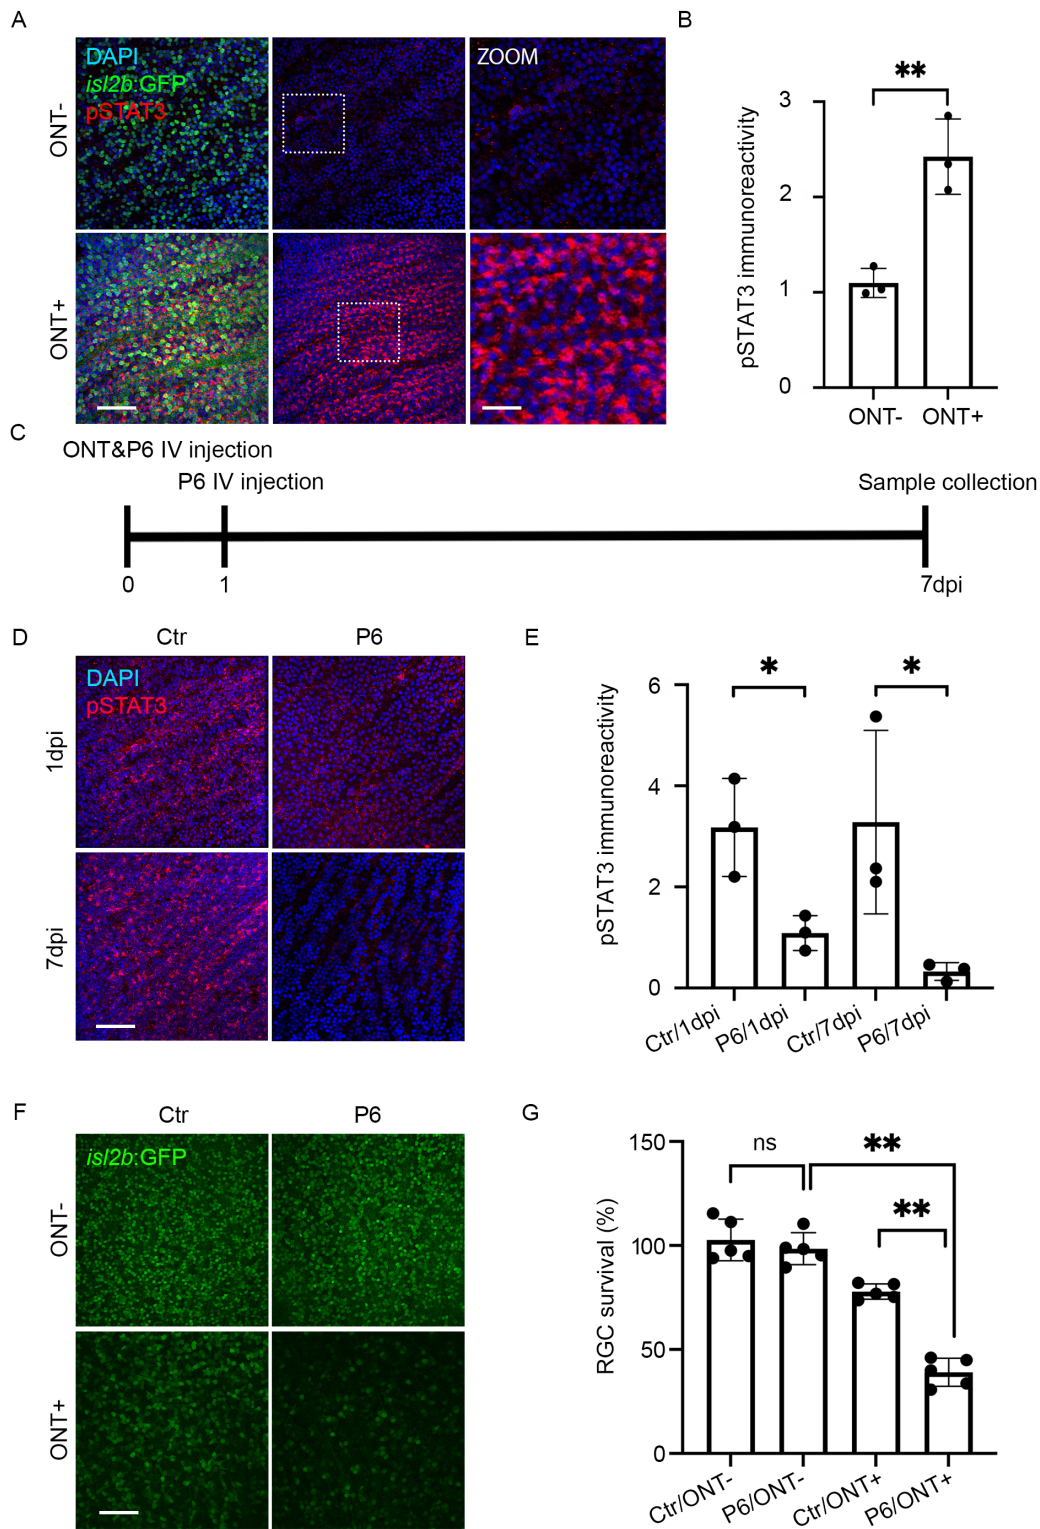 A
DAPI
isl2b:GFP
pSTAT3
ZOOM
ONT-
ONT+
B
**
pSTAT3 immunoreactivity
3
2
1
0
ONT-
ONT+
C
ONT&P6 IV injection
P6 IV injection
Sample collection
0
1
7dpi
D
Ctr
P6
DAPI
pSTAT3
1dpi
7dpi
E
*
*
pSTAT3 immunoreactivity
6
4
2
0
Ctr/1dpi
P6/1dpi
Ctr/7dpi
P6/7dpi
F
Ctr
P6
isl2b:GFP
ONT-
ONT+
G
ns
**
**
RGC survival (%)
150
100
50
0
Ctr/ONT-
P6/ONT-
Ctr/ONT+
P6/ONT+